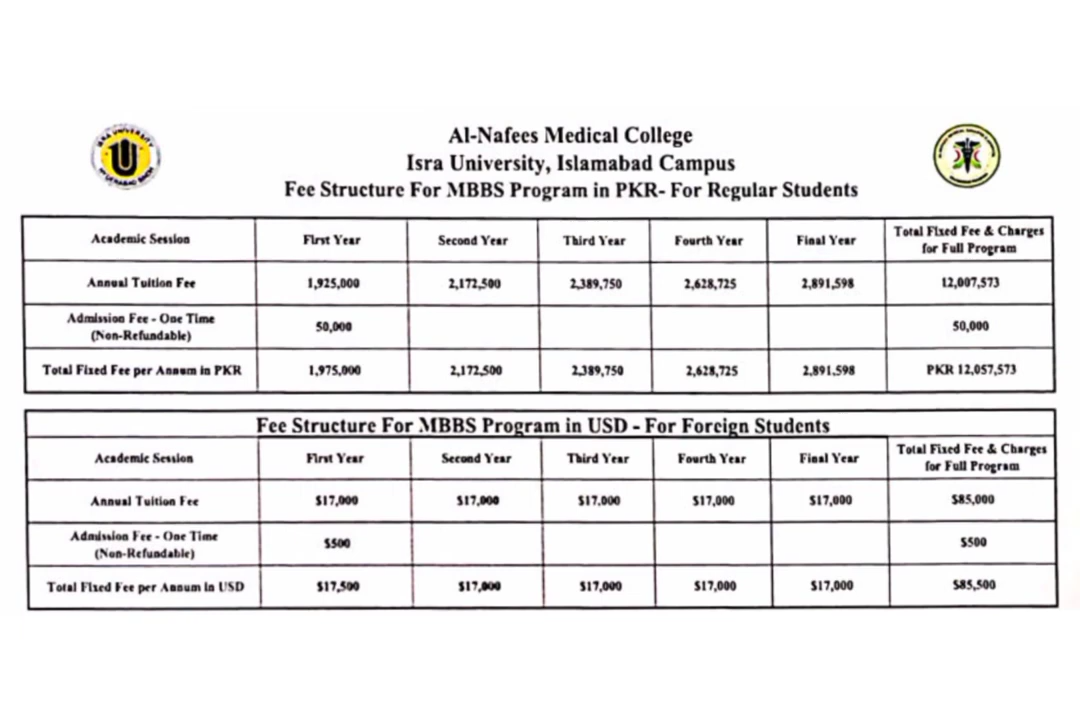 Al-Nafees Medical College
Isra University, Islamabad Campus
Fee Structure For MBBS Program in PKR- For Regular Students
Academic Session First Year Second Year Third Year Fourth Year Final Year Total Fixed Fee & Charges for Full Program
Annual Tuition Fee 1,925,000 2,172,500 2,389,750 2,628,725 2,891,598 12,007,573
Admission Fee - One Time (Non-Refundable) 50,000 50,000
Total Fixed Fee per Annum in PKR 1,975,000 2,172,500 2,389,750 2,628,725 2,891,598 PKR 12,057,573
Fee Structure For MBBS Program in USD - For Foreign Students
Academic Session First Year Second Year Third Year Fourth Year Final Year Total Fixed Fee & Charges for Full Program
Annual Tuition Fee $17,000 $17,000 $17,000 $17,000 $17,000 $85,000
Admission Fee - One Time (Non-Refundable) $500 $500
Total Fixed Fee per Annum in USD $17,500 $17,000 $17,000 $17,000 $17,000 $85,500
ISRA UNIVERSITY